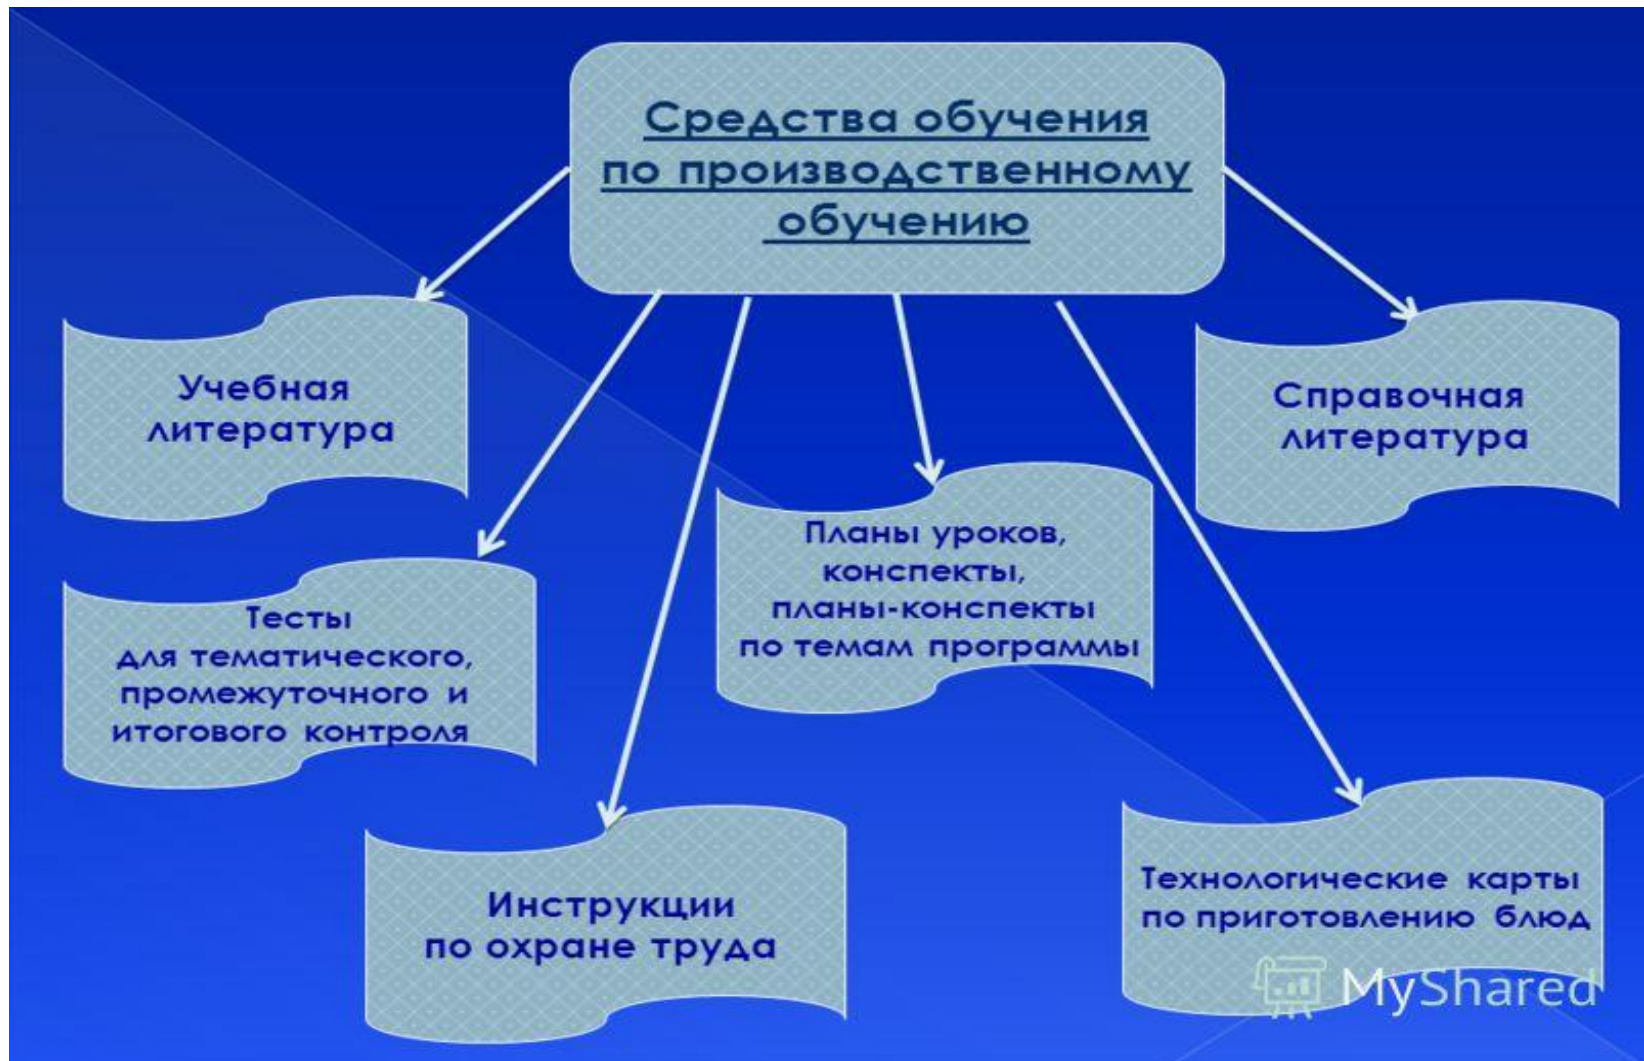 Средства обучения
по производственному
обучению
Учебная
литература
Справочная
литература
Тесты
для тематического,
промежуточного и
итогового контроля
Планы уроков,
конспекты,
планы-конспекты
по темам программы
Инструкции
по охране труда
Технологические карты
по приготовлению блюд
MyShared